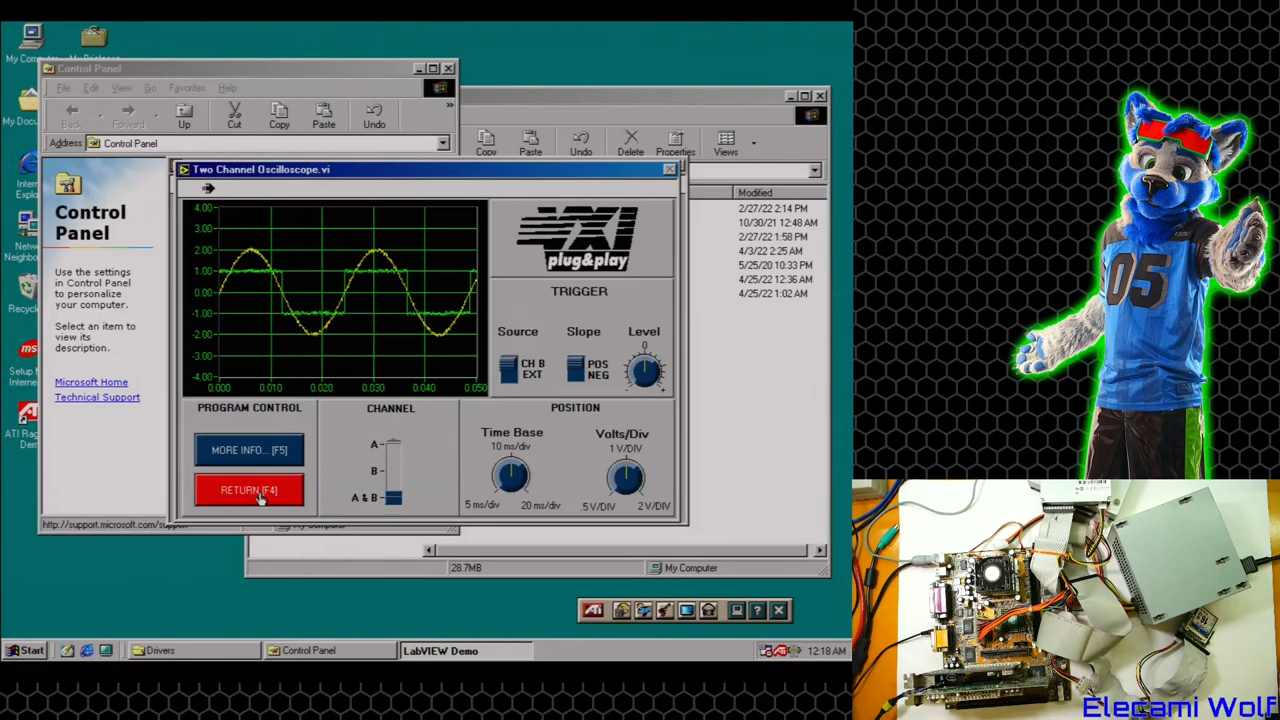 My Computer
Control Panel
File Edit View Go Favorites Help
Back Forward Up Cut Copy Paste Undo
Address Control Panel
Control
Panel
Use the settings
in Control Panel
to personalize
your computer.
Select an item to
view its
description.
Microsoft Home
Technical Support
Copy Paste Undo Delete Properties Views
Modified
2/27/22 2:14 PM
10/30/21 12:48 AM
2/27/22 1:58 PM
4/3/22 2:25 AM
5/25/20 10:33 PM
4/25/22 12:36 AM
4/25/22 1:02 AM
Two Channel Oscilloscope.vi
4.00
3.00
2.00
1.00
0.00
-1.00
-2.00
-3.00
-4.00
0.000 0.010 0.020 0.030 0.040 0.050
VXI
plug&play
TRIGGER
Source Slope Level
0
CH B
EXT
POS
NEG
- +
PROGRAM CONTROL
MORE INFO... [F5]
RETURN [F4]
CHANNEL
A
B
A & B
POSITION
Time Base
10 ms/div
5 ms/div 20 ms/div
Volts/Div
1 V/DIV
.5 V/DIV 2 V/DIV
28.7MB My Computer
ATI
Start Drivers Control Panel LabVIEW Demo 12:18 AM
05
Elecami Wolf